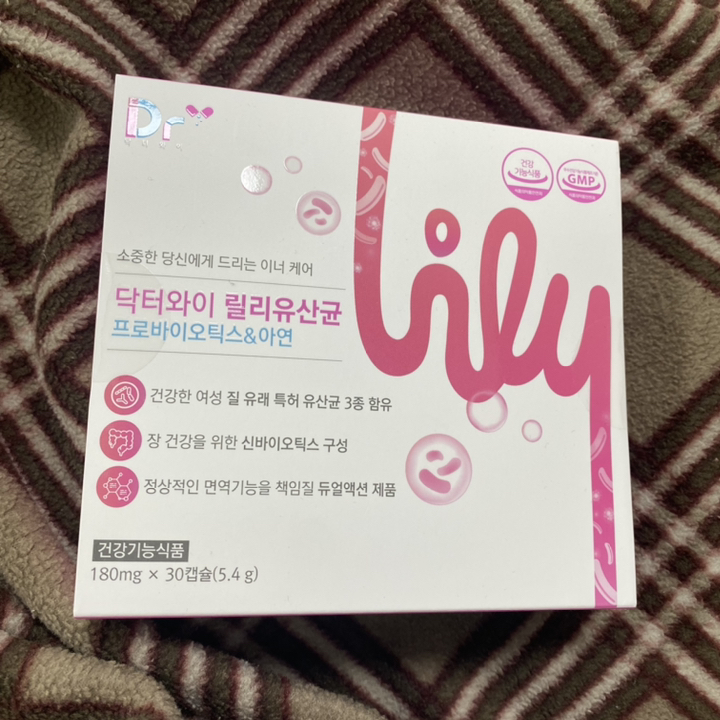 Dr
닥터와이
건강
기능식품
GMP
lily
소중한 당신에게 드리는 이너 케어
닥터와이 릴리유산균
프로바이오틱스&아연
건강한 여성 질 유래 특허 유산균 3종 함유
장 건강을 위한 신바이오틱스 구성
정상적인 면역기능을 책임질 듀얼액션 제품
건강기능식품
180mg × 30캡슐(5.4 g)